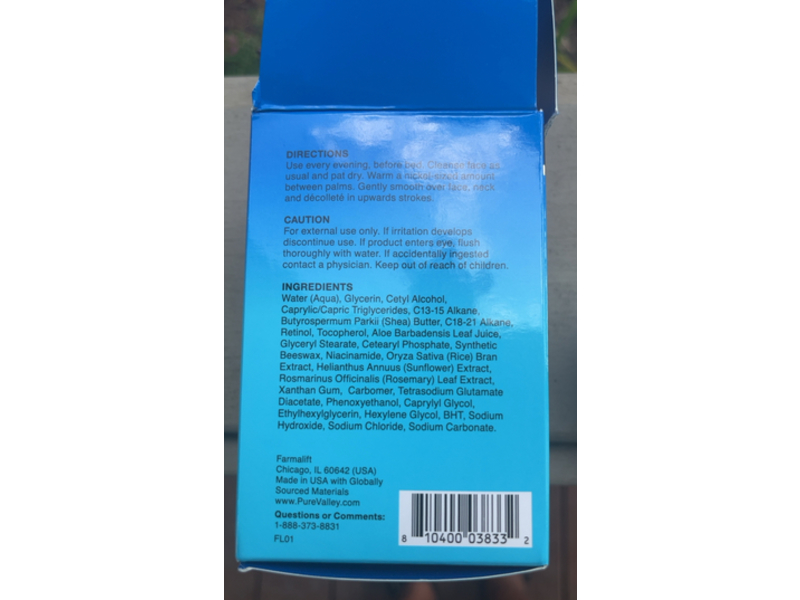 DIRECTIONS
Use every evening, before bed. Cleanse face as
usual and pat dry. Warm a nickel-sized amount
between palms. Gently smooth over face, neck
and décolleté in upwards strokes.
CAUTION
For external use only. If irritation develops
discontinue use. If product enters eye, flush
thoroughly with water. If accidentally ingested
contact a physician. Keep out of reach of children.
INGREDIENTS
Water (Aqua), Glycerin, Cetyl Alcohol,
Caprylic/Capric Triglycerides, C13-15 Alkane,
Butyrospermum Parkii (Shea) Butter, C18-21 Alkane,
Retinol, Tocopherol, Aloe Barbadensis Leaf Juice,
Glyceryl Stearate, Cetearyl Phosphate, Synthetic
Beeswax, Niacinamide, Oryza Sativa (Rice) Bran
Extract, Helianthus Annuus (Sunflower) Extract,
Rosmarinus Officinalis (Rosemary) Leaf Extract,
Xanthan Gum, Carbomer, Tetrasodium Glutamate
Diacetate, Phenoxyethanol, Caprylyl Glycol,
Ethylhexylglycerin, Hexylene Glycol, BHT, Sodium
Hydroxide, Sodium Chloride, Sodium Carbonate.
Farmalift
Chicago, IL 60642 (USA)
Made in USA with Globally
Sourced Materials
www.PureValley.com
Questions or Comments:
1-888-373-8831
FL01
8 10400 03833 2